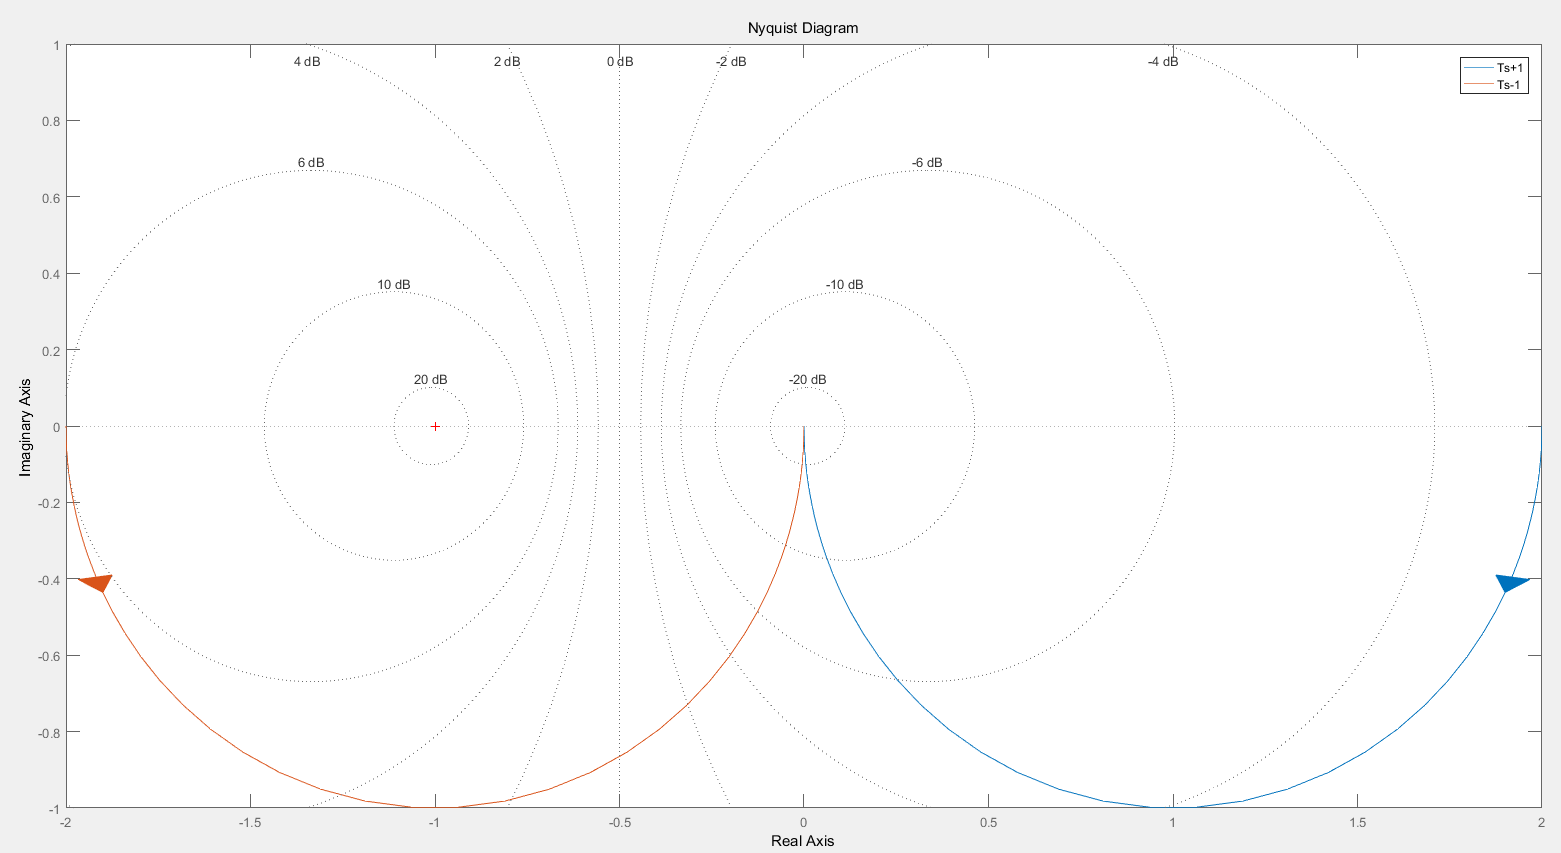 Nyquist Diagram
1
4 dB
2 dB
0 dB
-2 dB
-4 dB
Ts+1
Ts-1
0.8
6 dB
-6 dB
0.6
0.4
10 dB
-10 dB
0.2
20 dB
-20 dB
Imaginary Axis
0
-0.2
-0.4
-0.6
-0.8
-1
-2
-1.5
-1
-0.5
0
0.5
1
1.5
2
Real Axis